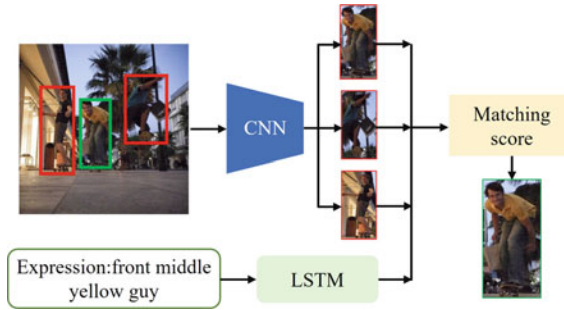 CNN
Matching
score
Expression:front middle
yellow guy
LSTM